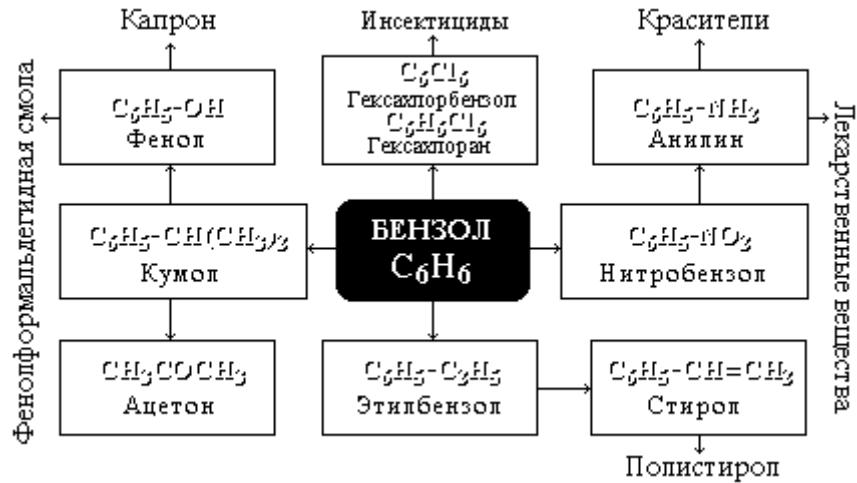 Капрон
Инсектициды
Красители
Фенолформальдегидная смола
C₆H₅-OH
Фенол
C₆Cl₆
Гексахлорбензол
C₆H₆Cl₆
Гексахлоран
C₆H₅-NH₂
Анилин
Лекарственные вещества
C₆H₅-CH(CH₃)₂
Кумол
БЕНЗОЛ
C₆H₆
C₆H₅-NO₂
Нитробензол
CH₃COCH₃
Ацетон
C₆H₅-C₂H₅
Этилбензол
C₆H₅-CH=CH₂
Стирол
Полистирол